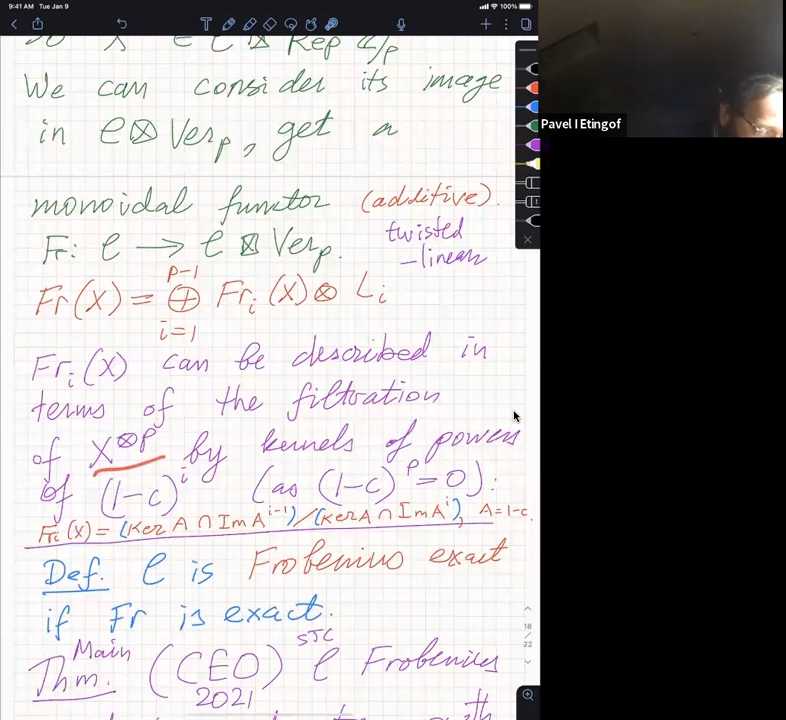 9:41 AM Tue Jan 9
100%
X ∈ C ⊠ Rep Z/p
We can consider its image
in C⊠Ver_p, get a
monoidal functor (additive).
Fr: C → C ⊠ Ver_p. twisted
-linear
Fr(X) = ⊕_{i=1}^{p-1} Fr_i(X) ⊗ L_i
Fr_i(X) can be described in
terms of the filtration
of X^{⊗p} by kernels of powers
of (1-c)^i (as (1-c)^p = 0):
Fr_i(X) = (Ker A ∩ Im A^{i-1}) / (Ker A ∩ Im A^i), A = 1-c.
Def. C is Frobenius exact
if Fr is exact.
Main STC
Thm. (CEO) C Frobenius
2021
Pavel I Etingof
18
22